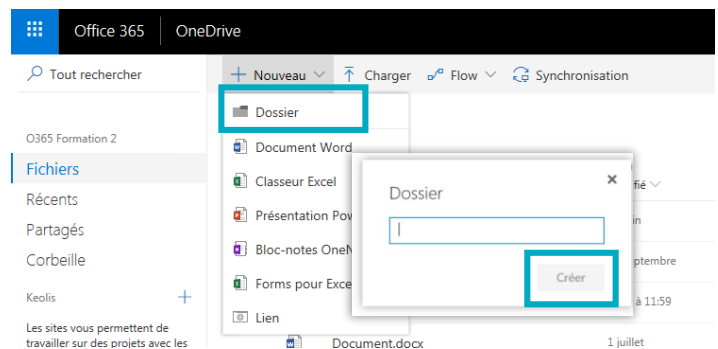 Office 365 OneDrive
Tout rechercher
Nouveau Charger Flow Synchronisation
Dossier
O365 Formation 2
Fichiers
Récents
Partagés
Corbeille
Keolis
Les sites vous permettent de
travailler sur des projets avec les
Document Word
Classeur Excel
Présentation Pow
Bloc-notes OneN
Forms pour Exce
Lien
Dossier
Créer
fié
in
ptembre
à 11:59
Document.docx 1 juillet